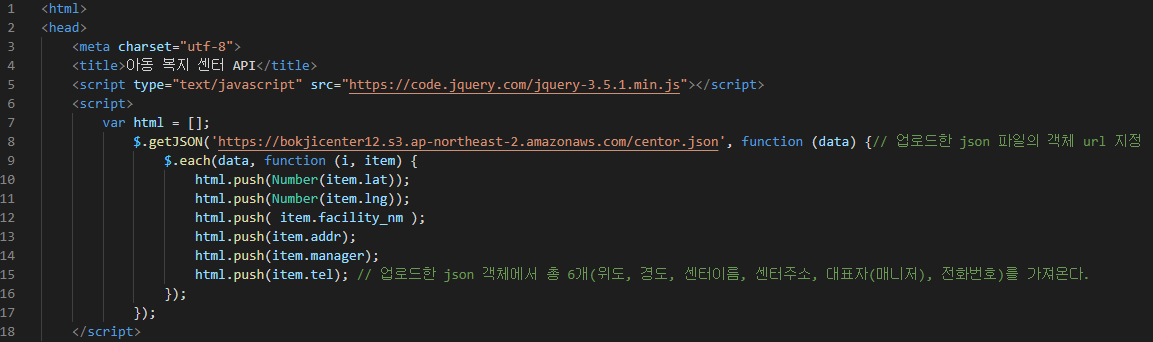 1 <html>
2 <head>
3 <meta charset="utf-8">
4 <title>아동 복지 센터 API</title>
5 <script type="text/javascript" src="https://code.jquery.com/jquery-3.5.1.min.js"></script>
6 <script>
7 var html = [];
8 $.getJSON('https://bokjicenter12.s3.ap-northeast-2.amazonaws.com/centor.json', function (data) {// 업로드한 json 파일의 객체 url 지정
9 $.each(data, function (i, item) {
10 html.push(Number(item.lat));
11 html.push(Number(item.lng));
12 html.push( item.facility_nm );
13 html.push(item.addr);
14 html.push(item.manager);
15 html.push(item.tel); // 업로드한 json 객체에서 총 6개(위도, 경도, 센터이름, 센터주소, 대표자(매니저), 전화번호)를 가져온다.
16 });
17 });
18 </script>